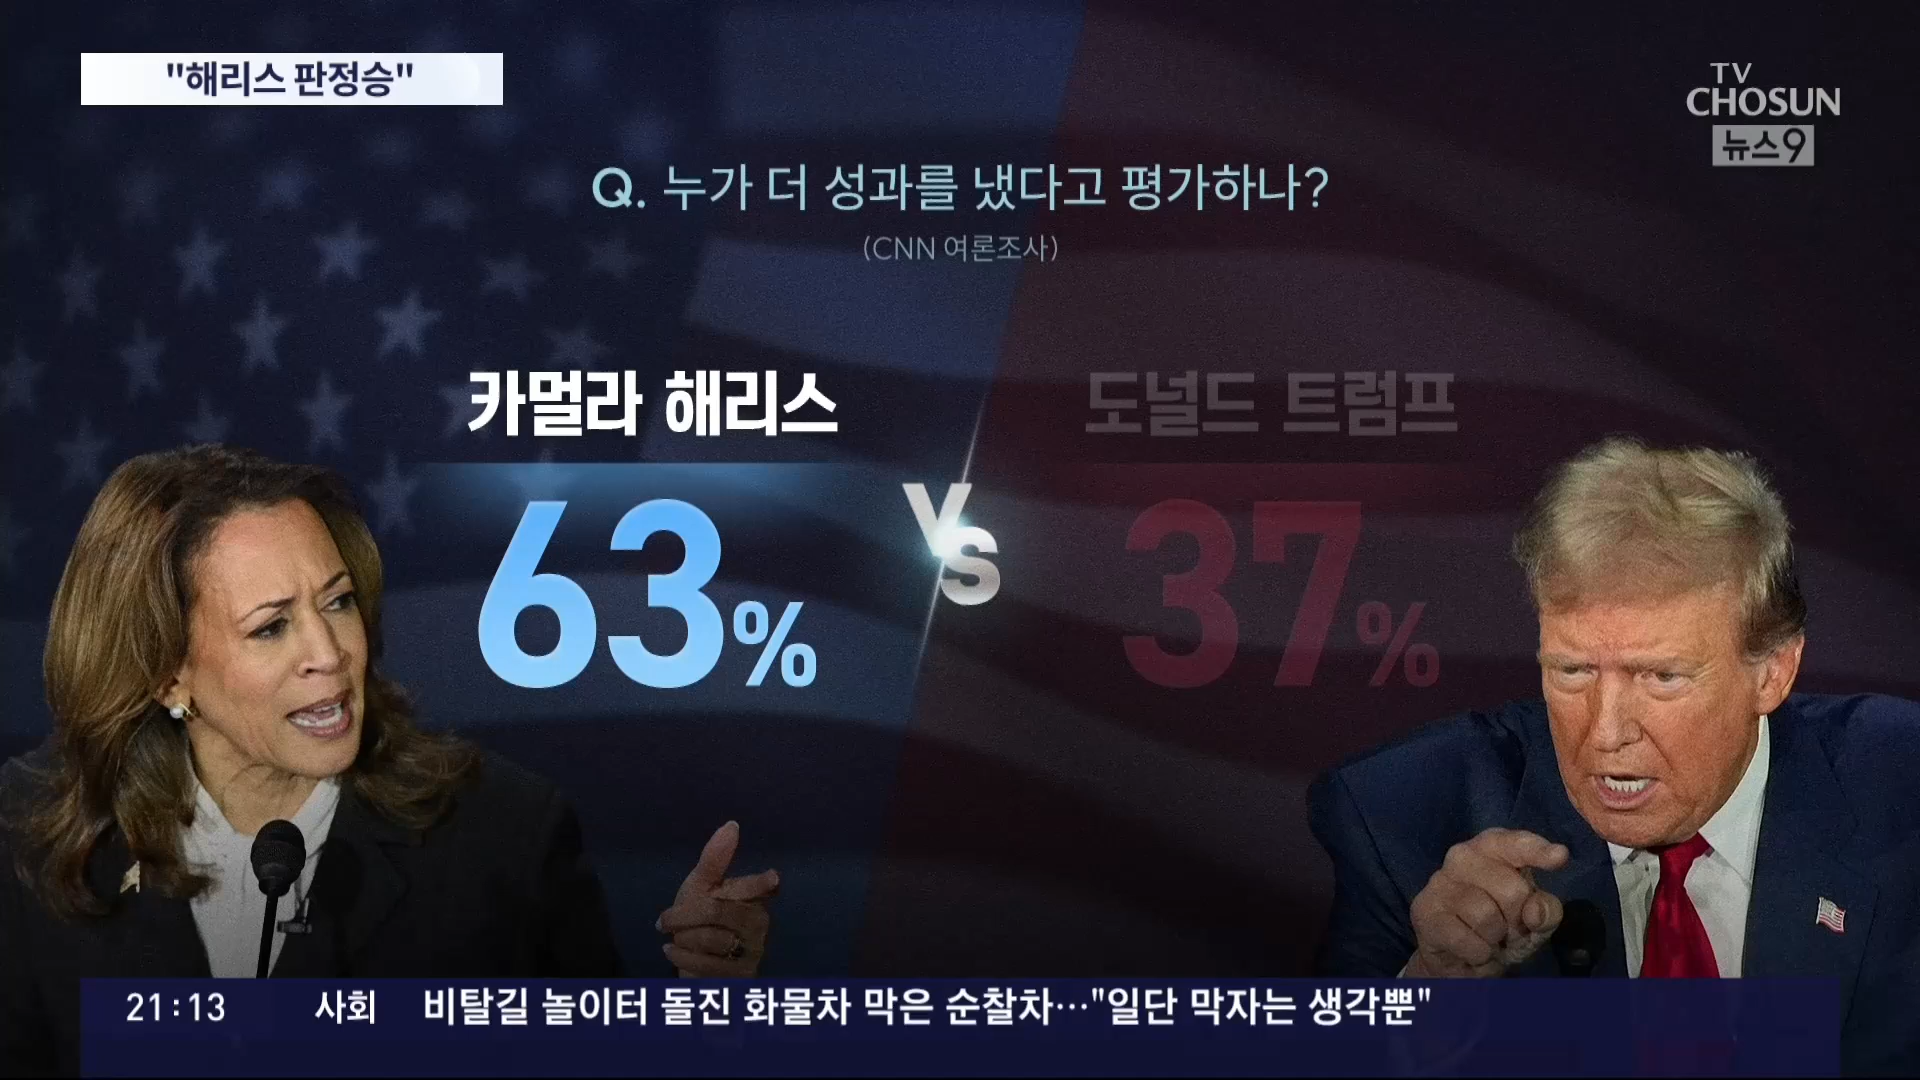 "해리스 판정승"
TV
CHOSUN
뉴스9
Q. 누가 더 성과를 냈다고 평가하나?
(CNN 여론조사)
카멀라 해리스
도널드 트럼프
63%
VS
37%
21:13 사회 비탈길 놀이터 돌진 화물차 막은 순찰차…"일단 막자는 생각뿐"